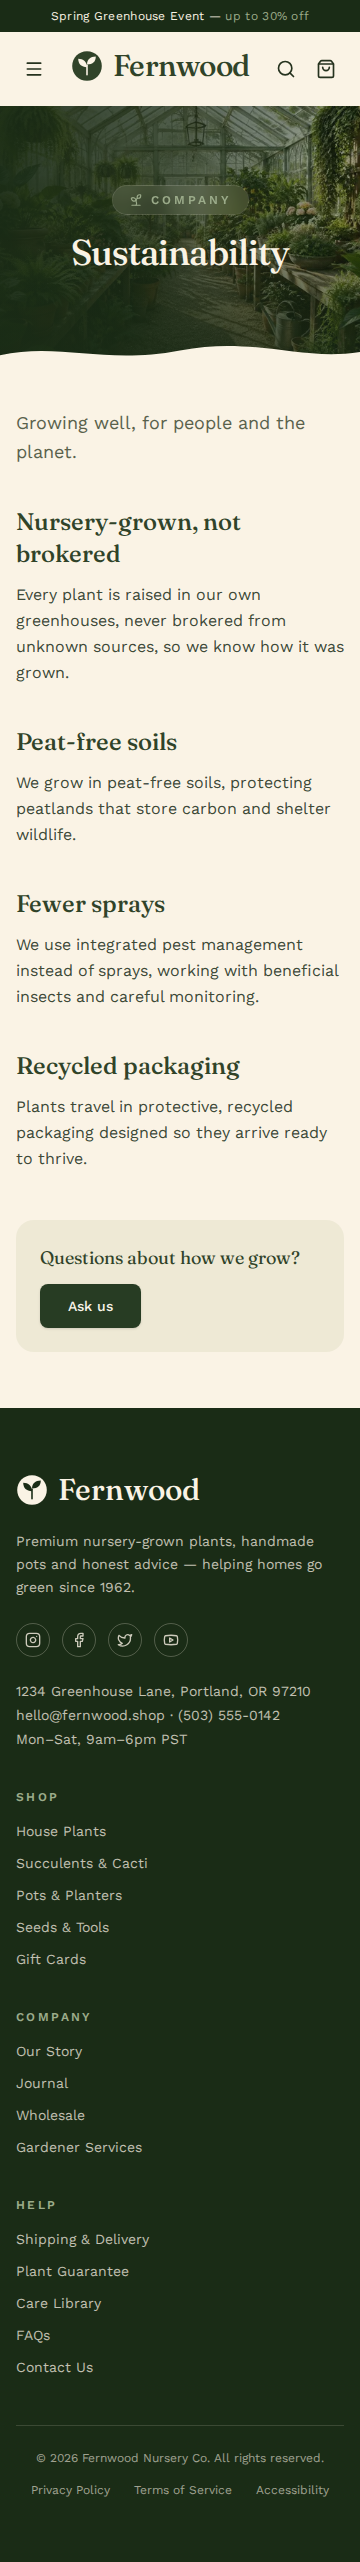 Spring Greenhouse Event — up to 30% off
Fernwood
COMPANY
Sustainability
Growing well, for people and the
planet.
Nursery-grown, not
brokered
Every plant is raised in our own
greenhouses, never brokered from
unknown sources, so we know how it was
grown.
Peat-free soils
We grow in peat-free soils, protecting
peatlands that store carbon and shelter
wildlife.
Fewer sprays
We use integrated pest management
instead of sprays, working with beneficial
insects and careful monitoring.
Recycled packaging
Plants travel in protective, recycled
packaging designed so they arrive ready
to thrive.
Questions about how we grow?
Ask us
Fernwood
Premium nursery-grown plants, handmade
pots and honest advice — helping homes go
green since 1962.
1234 Greenhouse Lane, Portland, OR 97210
hello@fernwood.shop · (503) 555-0142
Mon–Sat, 9am–6pm PST
SHOP
House Plants
Succulents & Cacti
Pots & Planters
Seeds & Tools
Gift Cards
COMPANY
Our Story
Journal
Wholesale
Gardener Services
HELP
Shipping & Delivery
Plant Guarantee
Care Library
FAQs
Contact Us
© 2026 Fernwood Nursery Co. All rights reserved.
Privacy Policy Terms of Service Accessibility